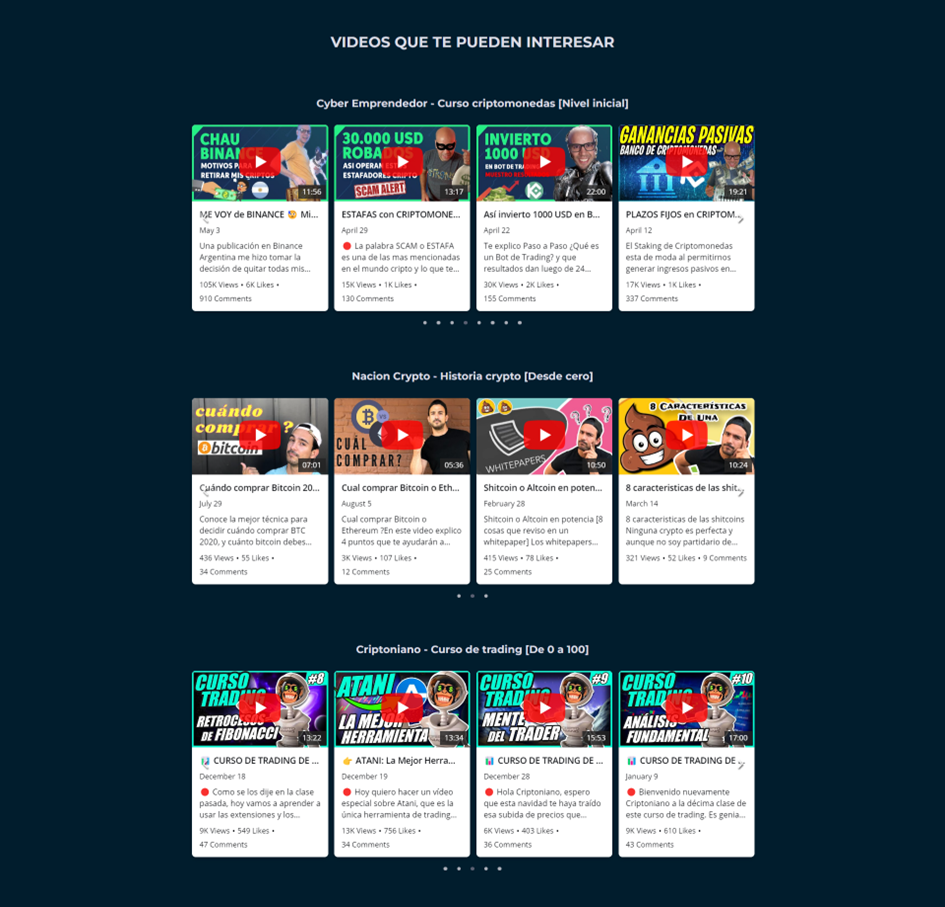 VIDEOS QUE TE PUEDEN INTERESAR
Cyber Emprendedor - Curso criptomonedas [Nivel inicial]
CHAU
BINANCE
MOTIVOS PARA
RETIRAR MIS CRIPTOS
11:56
30.000 USD
ROBADOS
ASI OPERAN
ESTAFADORES CRIPTO
SCAM ALERT!
13:17
INVIERTO
1000 USD
EN BOT DE
22:00
GANANCIAS PASIVAS
BANCO DE CRIPTOMONEDAS
19:21
ME VOY de BINANCE 🤯 Mi...
May 3
Una publicación en Binance
Argentina me hizo tomar la
decisión de quitar todas mis...
105K Views • 6K Likes •
910 Comments
ESTAFAS con CRIPTOMONE...
April 29
🔴 La palabra SCAM o ESTAFA
es una de las mas mencionadas
en el mundo cripto y lo que te...
15K Views • 1K Likes •
130 Comments
Así invierto 1000 USD en B...
April 22
Te explico Paso a Paso ¿Qué es
un Bot de Trading? y que
resultados dan luego de 24...
30K Views • 2K Likes •
155 Comments
PLAZOS FIJOS en CRIPTOM...
April 12
El Staking de Criptomonedas
esta de moda al permitirnos
generar ingresos pasivos en...
17K Views • 1K Likes •
337 Comments
Nacion Crypto - Historia crypto [Desde cero]
cuándo
comprar ?
bitcoin
07:01
VS
CUÁL
COMPRAR?
05:36
WHITEPAPERS
10:50
8 CARACTERÍSTICAS
DE UNA
10:24
Cuándo comprar Bitcoin 20...
July 29
Conoce la mejor técnica para
decidir cuándo comprar BTC
2020, y cuánto bitcoin debes...
436 Views • 55 Likes •
34 Comments
Cual comprar Bitcoin o Eth...
August 5
Cual comprar Bitcoin o
Ethereum ?En este video explico
4 puntos que te ayudarán a...
3K Views • 107 Likes •
12 Comments
Shitcoin o Altcoin en poten...
February 28
Shitcoin o Altcoin en potencia [8
cosas que reviso en un
whitepaper] Los whitepapers...
415 Views • 78 Likes •
25 Comments
8 caracteristicas de las shit...
March 14
8 caracteristicas de las shitcoins
Ninguna crypto es perfecta y
aunque no soy partidario de...
321 Views • 52 Likes • 9 Comments
Criptoniano - Curso de trading [De 0 a 100]
CURSO #8
TRADING
RETROCESOS
DE FIBONACCI
13:22
ATANI
LA MEJOR
HERRAMIENTA
13:34
CURSO #9
TRADING
MENTE
DEL TRADER
15:53
CURSO #10
TRADING
ANÁLISIS
FUNDAMENTAL
17:00
📊 CURSO DE TRADING DE ...
December 18
🔴 Como se los dije en la clase
pasada, hoy vamos a aprender a
usar las extensiones y los...
9K Views • 549 Likes •
47 Comments
👉 ATANI: La Mejor Herra...
December 19
🔴 Hoy quiero hacer un vídeo
especial sobre Atani, que es la
única herramienta de trading...
13K Views • 756 Likes •
34 Comments
📊 CURSO DE TRADING DE ...
December 28
🔴 Hola Criptoniano, espero
que esta navidad te haya traído
esa subida de precios que...
6K Views • 403 Likes •
36 Comments
📊 CURSO DE TRADING DE ...
January 9
🔴 Bienvenido nuevamente
Criptoniano a la décima clase de
este curso de trading. Es genia...
9K Views • 610 Likes •
43 Comments